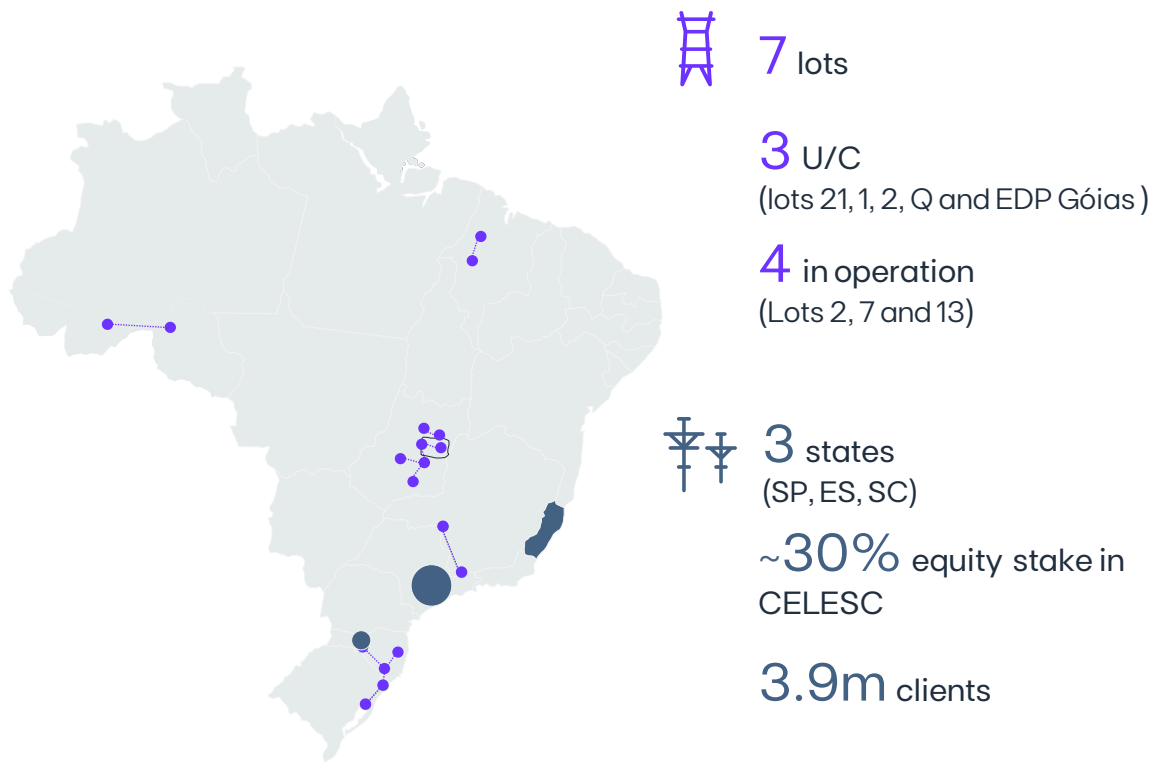 7 lots
3 U/C
(lots 21, 1, 2, Q and EDP Góias )
4 in operation
(Lots 2, 7 and 13)
3 states
(SP, ES, SC)
~30% equity stake in
CELESC
3.9m clients